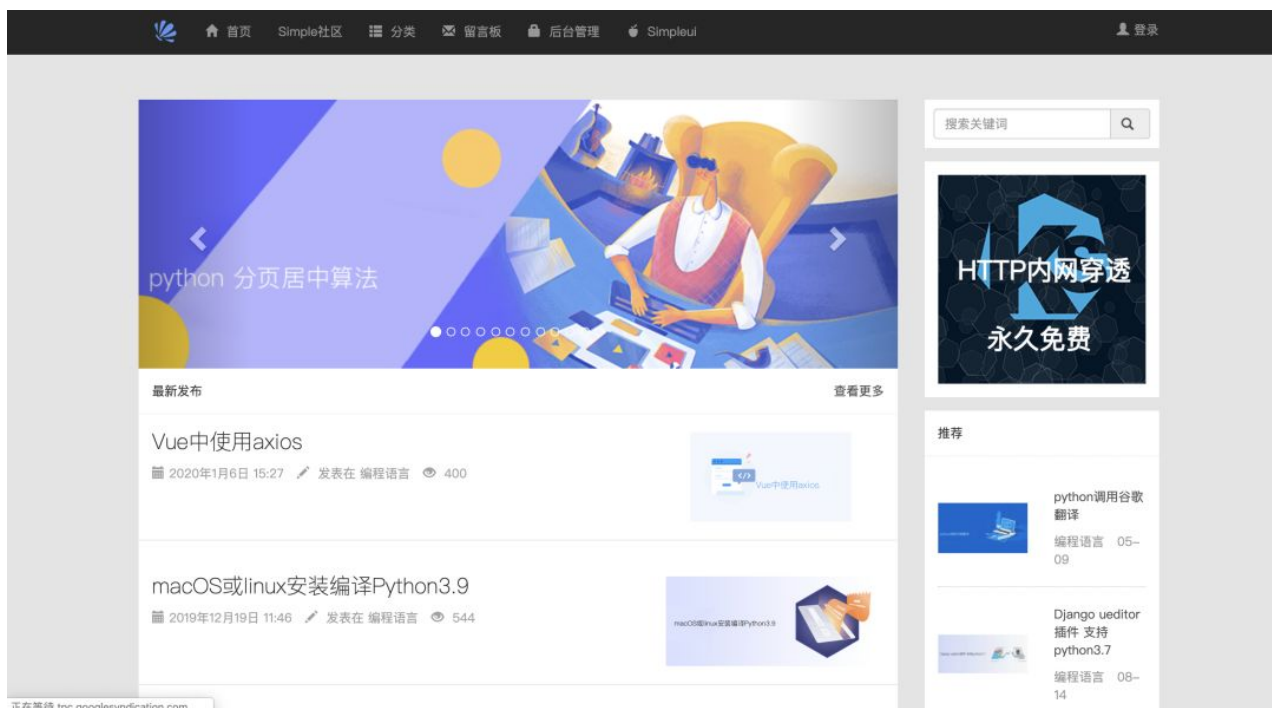 首页 Simple社区 分类 留言板 后台管理 Simpleui 登录
python 分页居中算法
最新发布 查看更多
Vue中使用axios
2020年1月6日 15:27 发表在 编程语言 400
Vue中使用axios
macOS或linux安装编译Python3.9
2019年12月19日 11:46 发表在 编程语言 544
macOS或linux安装编译Python3.9
搜索关键词
HTTP内网穿透
永久免费
推荐
python调用谷歌
翻译
编程语言 05-
09
Django ueditor
插件 支持
python3.7
编程语言 08-
14
正在等待 tpc.googlesyndication.com